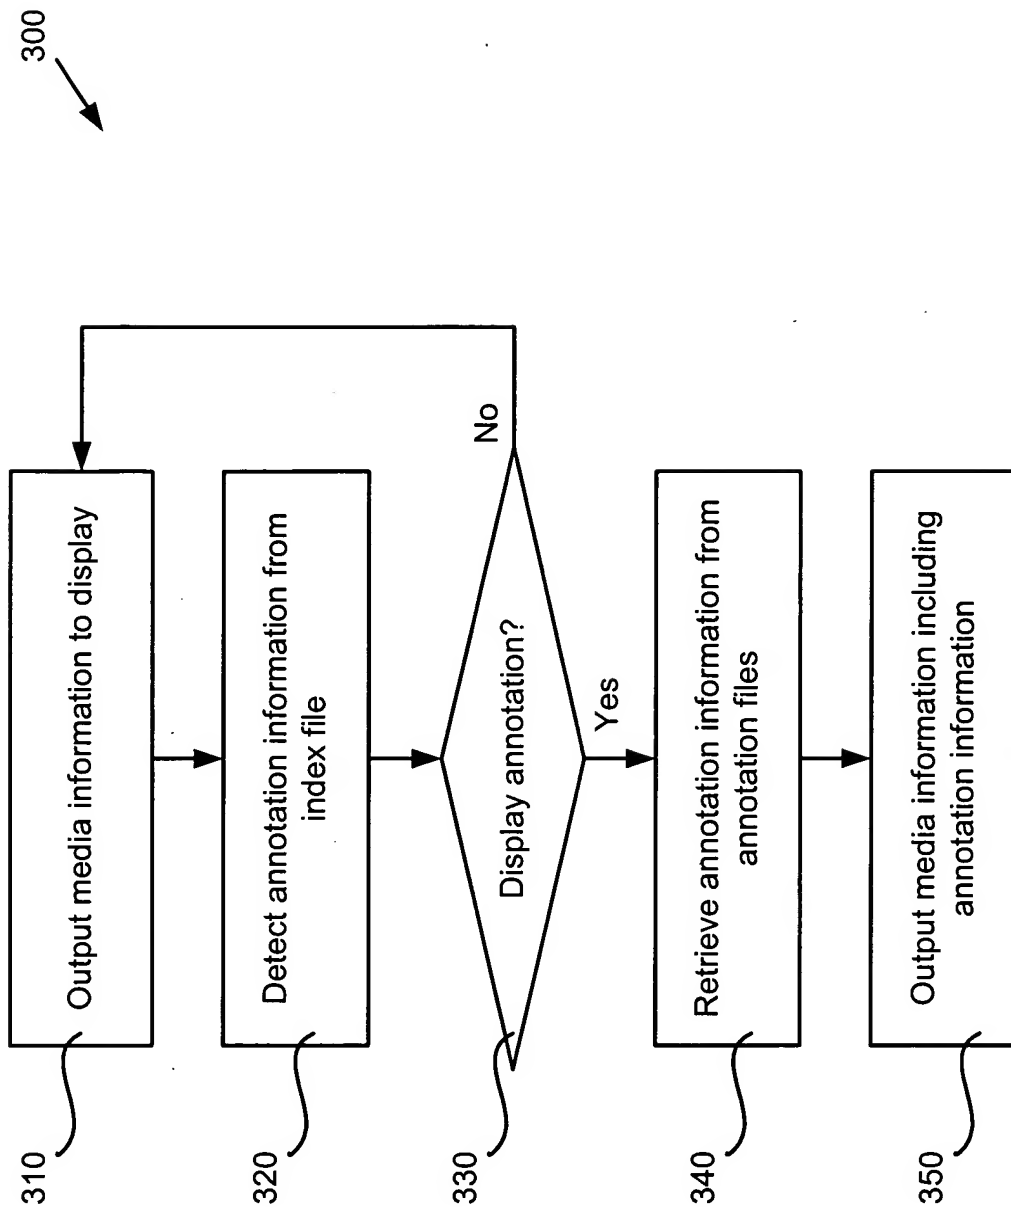 300
310
Output media information to display
320
Detect annotation information from
index file
330
Display annotation?
No
Yes
340
Retrieve annotation information from
annotation files
350
Output media information including
annotation information